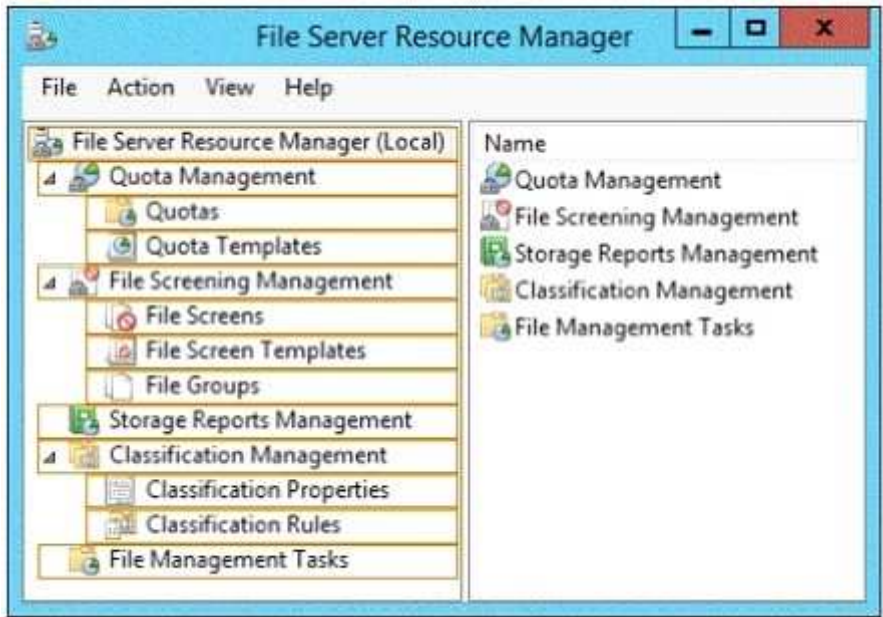 File Server Resource Manager
File Action View Help
File Server Resource Manager (Local)
Quota Management
Quotas
Quota Templates
File Screening Management
File Screens
File Screen Templates
File Groups
Storage Reports Management
Classification Management
Classification Properties
Classification Rules
File Management Tasks
Name
Quota Management
File Screening Management
Storage Reports Management
Classification Management
File Management Tasks